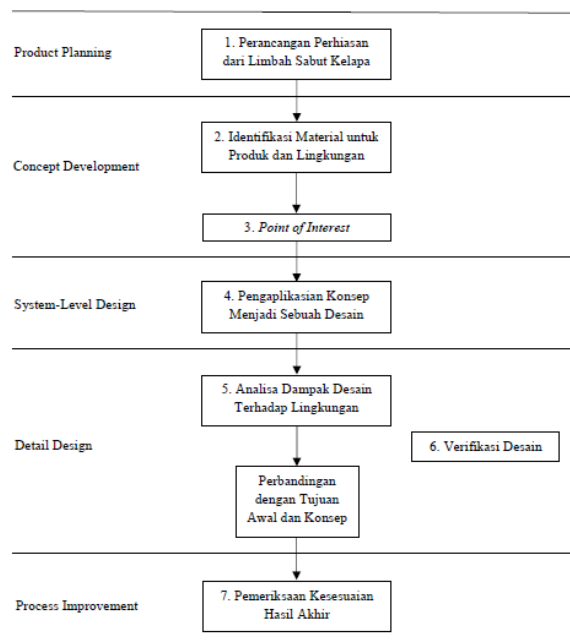 Product Planning
1. Perancangan Perhiasan
dari Limbah Sabut Kelapa
Concept Development
2. Identifikasi Material untuk
Produk dan Lingkungan
3. Point of Interest
System-Level Design
4. Pengaplikasian Konsep
Menjadi Sebuah Desain
Detail Design
5. Analisa Dampak Desain
Terhadap Lingkungan
6. Verifikasi Desain
Perbandingan
dengan Tujuan
Awal dan Konsep
Process Improvement
7. Pemeriksaan Kesesuaian
Hasil Akhir